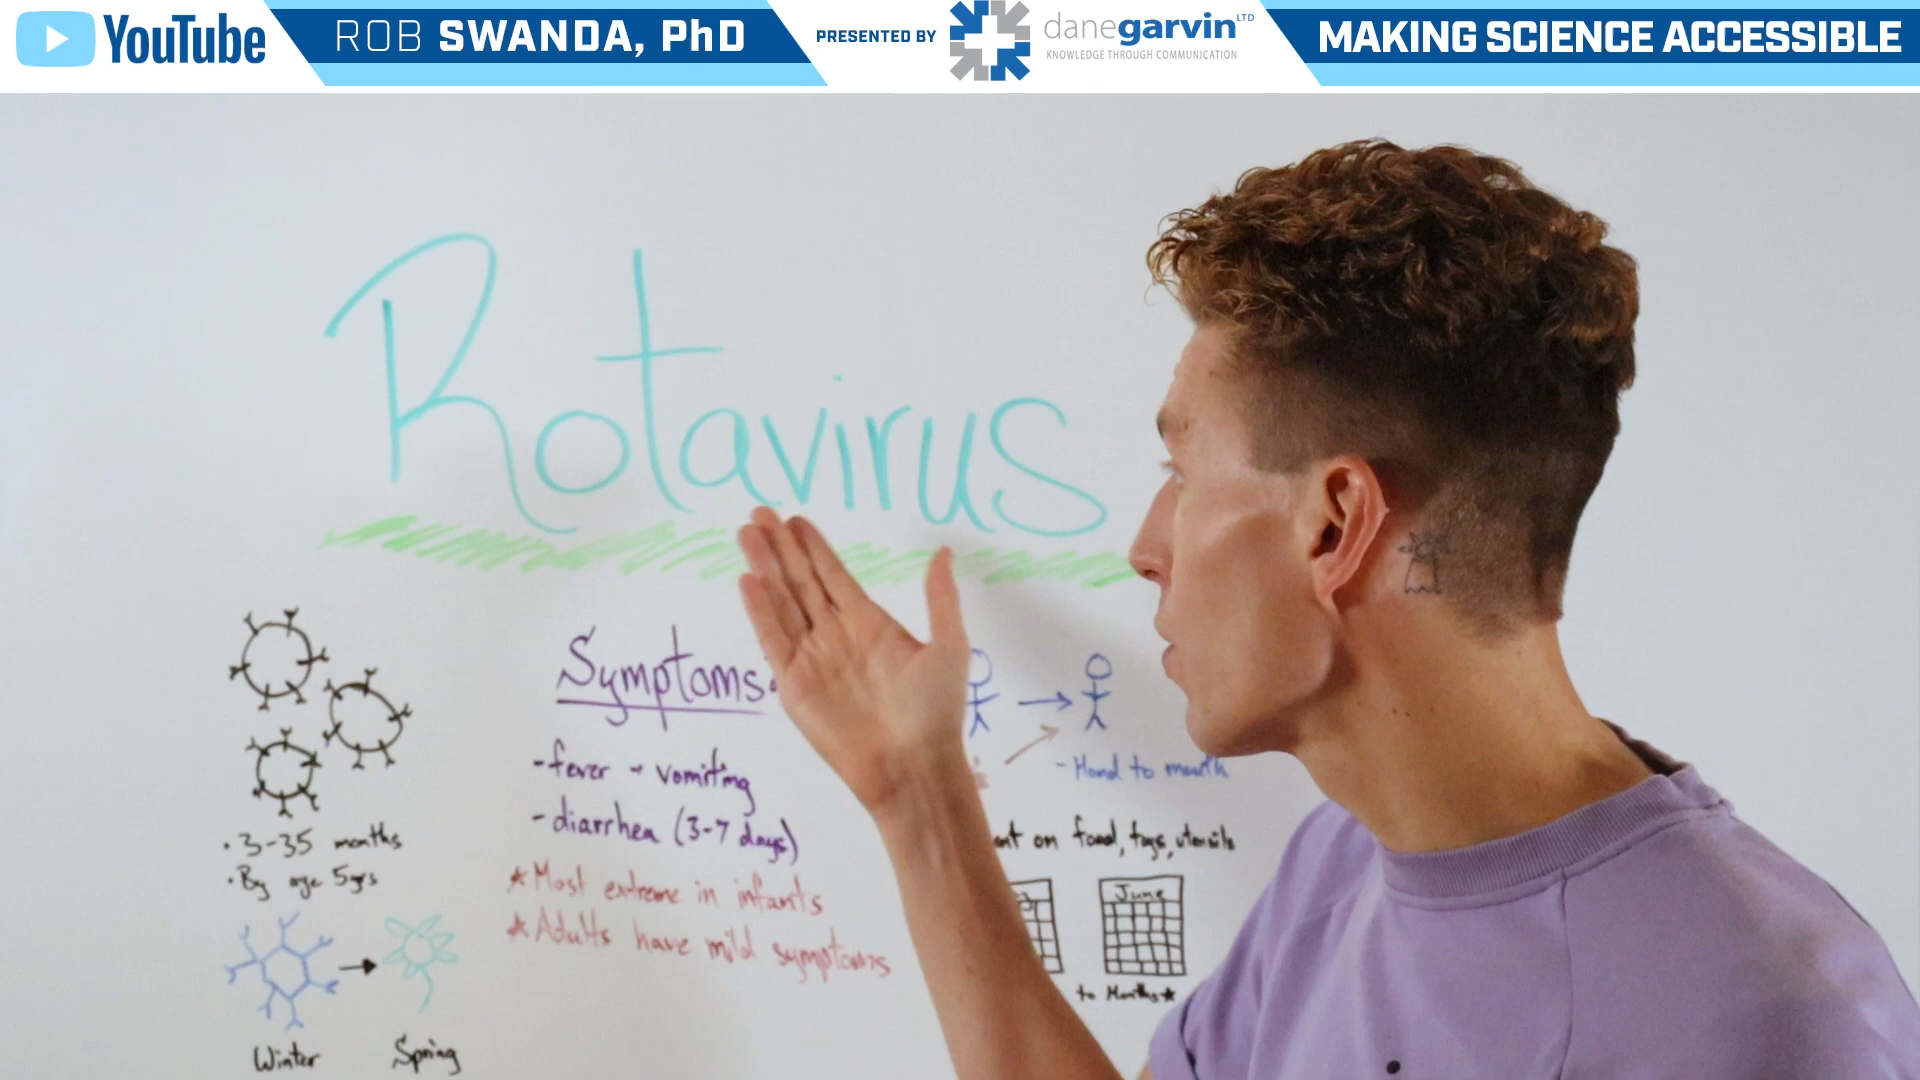 YouTube
ROB SWANDA, PhD
PRESENTED BY
danegarvin LTD
KNOWLEDGE THROUGH COMMUNICATION
MAKING SCIENCE ACCESSIBLE
Rotavirus
Symptoms:
- fever - vomiting
- diarrhea (3-7 days)
* Most extreme in infants
* Adults have mild symptoms
• 3-35 months
• By age 5yrs
Winter
Spring
- Hand to mouth
on food, toys, utensils
June
to Months*